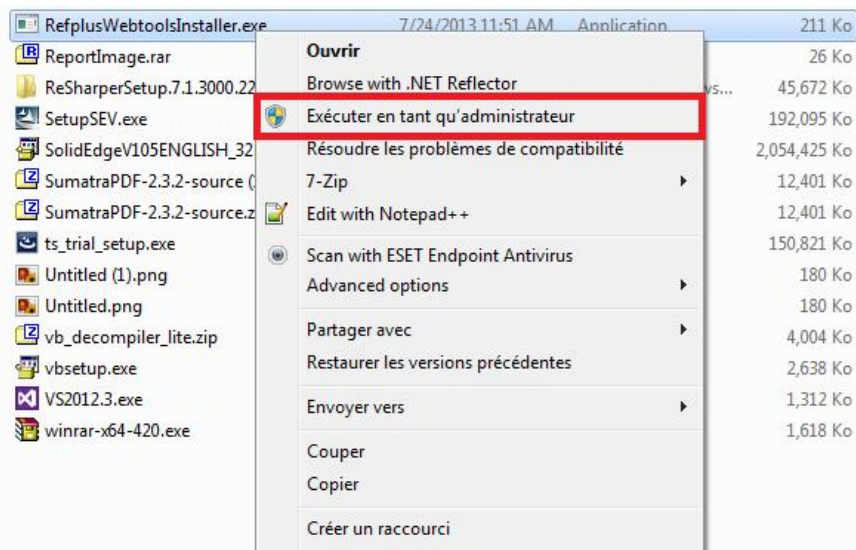 RefplusWebtoolsInstaller.exe 7/24/2013 11:51 AM Application 211 Ko
ReportImage.rar 26 Ko
ReSharperSetup.7.1.3000.22 45,672 Ko
SetupSEV.exe 192,095 Ko
SolidEdgeV105ENGLISH_32 2,054,425 Ko
SumatraPDF-2.3.2-source ( 12,401 Ko
SumatraPDF-2.3.2-source.z 12,401 Ko
ts_trial_setup.exe 150,821 Ko
Untitled (1).png 180 Ko
Untitled.png 180 Ko
vb_decompiler_lite.zip 4,004 Ko
vbsetup.exe 2,638 Ko
VS2012.3.exe 1,312 Ko
winrar-x64-420.exe 1,618 Ko
Ouvrir
Browse with .NET Reflector
Exécuter en tant qu'administrateur
Résoudre les problèmes de compatibilité
7-Zip
Edit with Notepad++
Scan with ESET Endpoint Antivirus
Advanced options
Partager avec
Restaurer les versions précédentes
Envoyer vers
Couper
Copier
Créer un raccourci